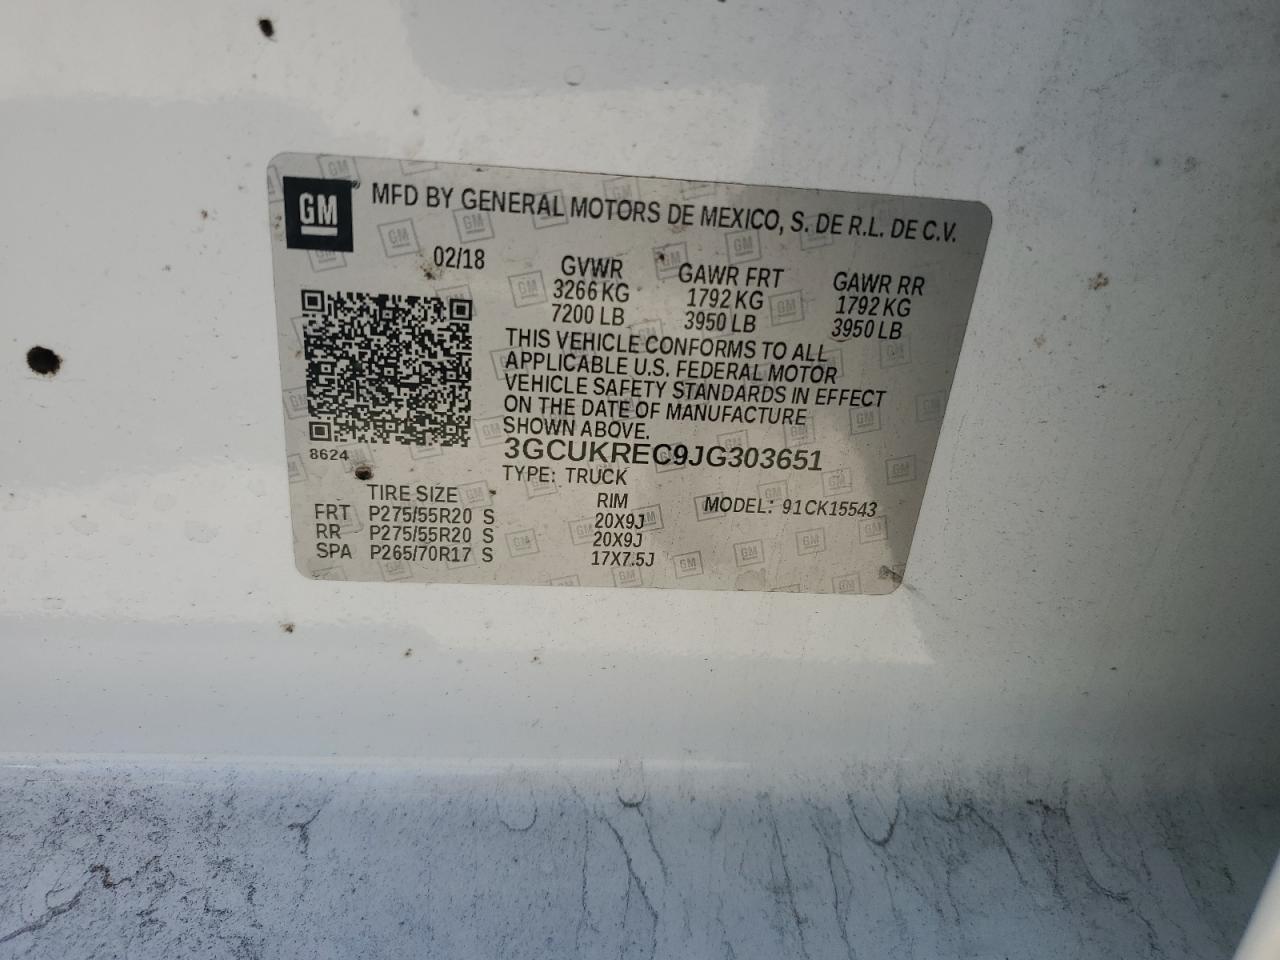 GM
MFD BY GENERAL MOTORS DE MEXICO, S. DE R.L. DE C.V.
02/18
GVWR GAWR FRT GAWR RR
3266 KG 1792 KG 1792 KG
7200 LB 3950 LB 3950 LB
THIS VEHICLE CONFORMS TO ALL
APPLICABLE U.S. FEDERAL MOTOR
VEHICLE SAFETY STANDARDS IN EFFECT
ON THE DATE OF MANUFACTURE
SHOWN ABOVE.
8624
3GCUKREC9JG303651
TYPE: TRUCK
TIRE SIZE RIM MODEL: 91CK15543
FRT P275/55R20 S 20X9J
RR P275/55R20 S 20X9J
SPA P265/70R17 S 17X7.5J